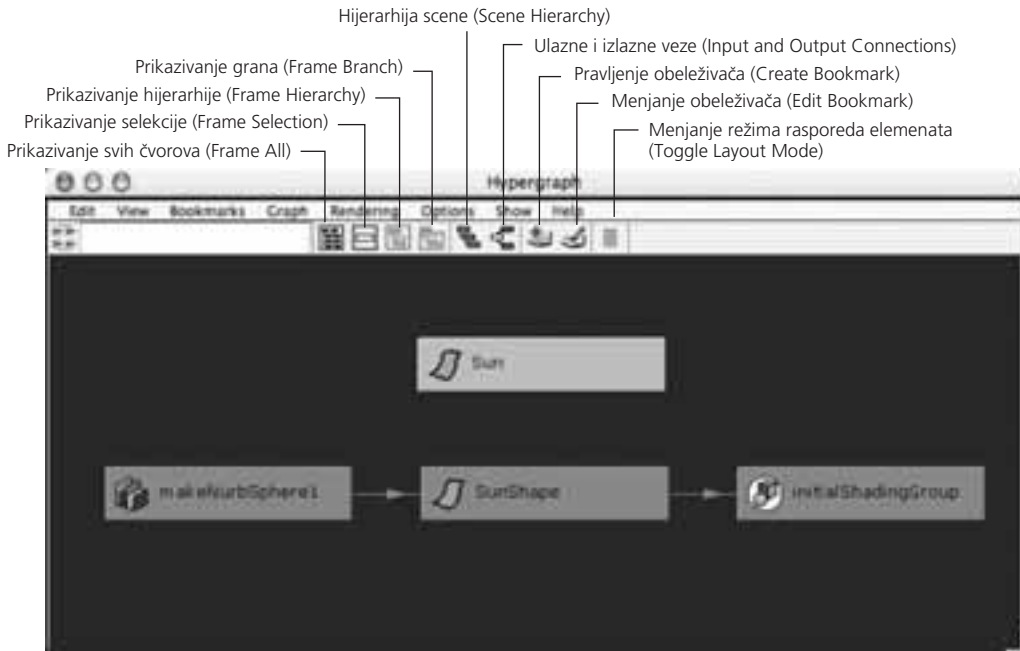 Hijerarhija scene (Scene Hierarchy)
Ulazne i izlazne veze (Input and Output Connections)
Prikazivanje grana (Frame Branch)
Pravljenje obeleživača (Create Bookmark)
Prikazivanje hijerarhije (Frame Hierarchy)
Menjanje obeleživača (Edit Bookmark)
Prikazivanje selekcije (Frame Selection)
Menjanje režima rasporeda elemenata
(Toggle Layout Mode)
Prikazivanje svih čvorova (Frame All)
Hypergraph
Edit View Bookmarks Graph Rendering Options Show Help
Sun
makeNurbSphere1
SunShape
initialShadingGroup